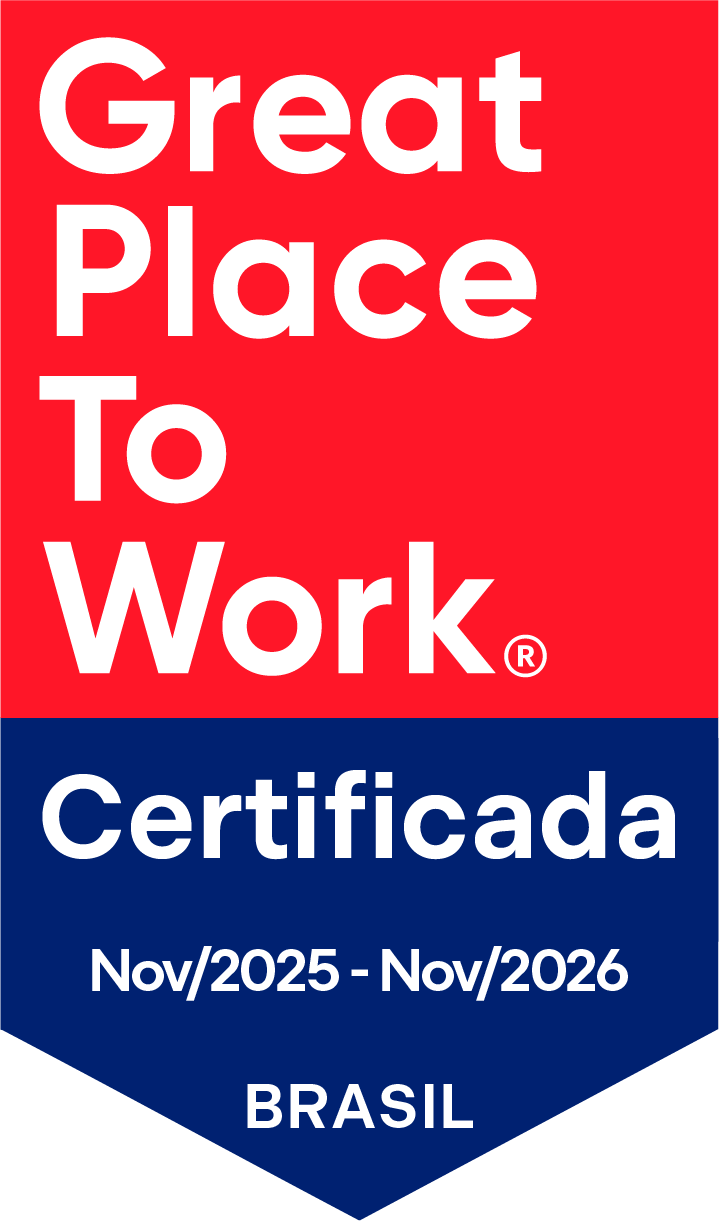 Great
Place
To
Work®
Certificada
Nov/2025 - Nov/2026
BRASIL